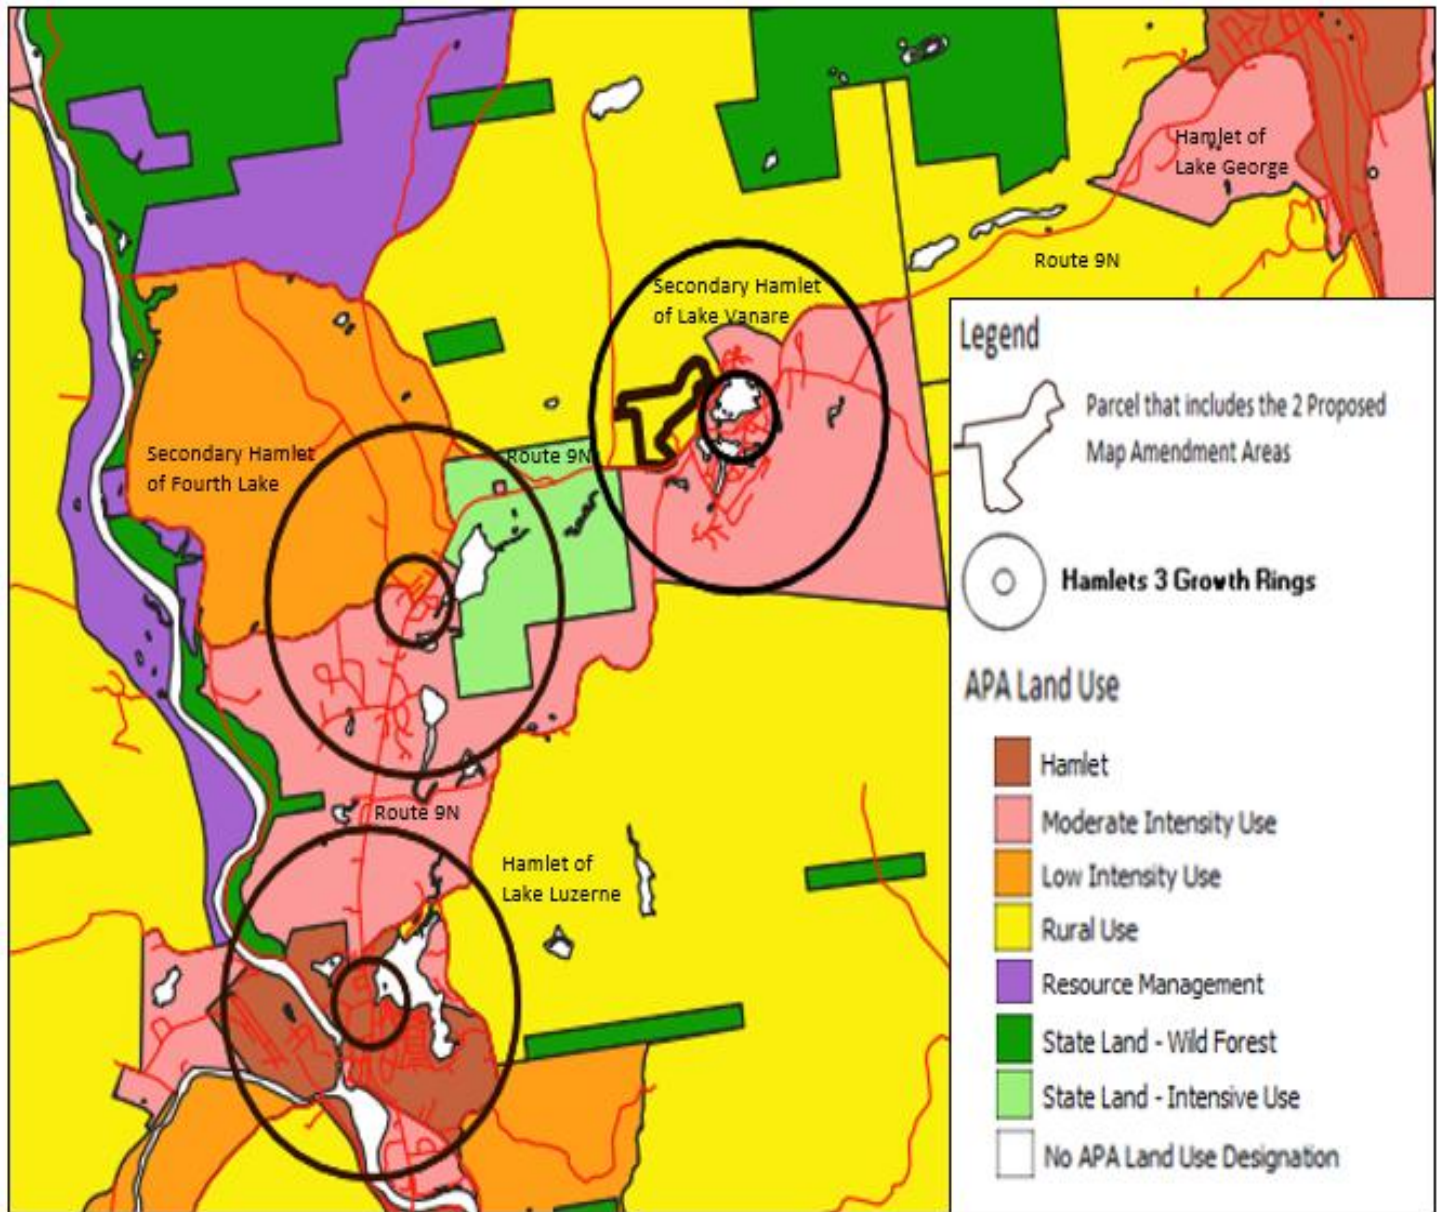 Hamlet of
Lake George
Route 9N
Secondary Hamlet
of Lake Vanare
Secondary Hamlet
of Fourth Lake
Route 9N
Route 9N
Hamlet of
Lake Luzerne
Legend
Parcel that includes the 2 Proposed
Map Amendment Areas
Hamlets 3 Growth Rings
APA Land Use
Hamlet
Moderate Intensity Use
Low Intensity Use
Rural Use
Resource Management
State Land - Wild Forest
State Land - Intensive Use
No APA Land Use Designation